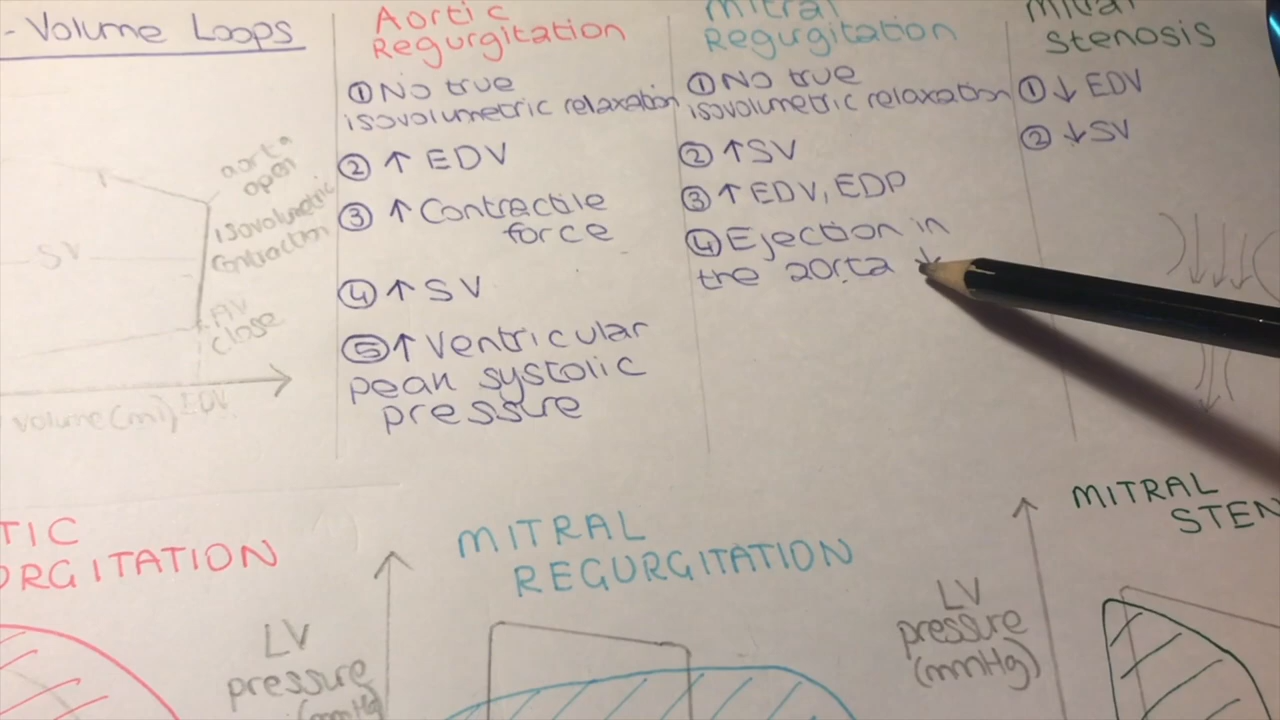 - Volume Loops
aorta
open
isovolumetric
contraction
SV
AV
close
volume (ml) EDV
Aortic
Regurgitation
① No true
isovolumetric relaxation
② ↑ EDV
③ ↑ Contractile
force
④ ↑ SV
⑤ ↑ Ventricular
peak systolic
pressure
Mitral
Regurgitation
① No true
isovolumetric relaxation
② ↑ SV
③ ↑ EDV, EDP
④ Ejection in
the aorta ↓
Mitral
Stenosis
① ↓ EDV
② ↓ SV
TIC
ORGITATION
LV
pressure
(mmHg)
MITRAL
REGURGITATION
LV
pressure
(mmHg)
MITRAL
STEN